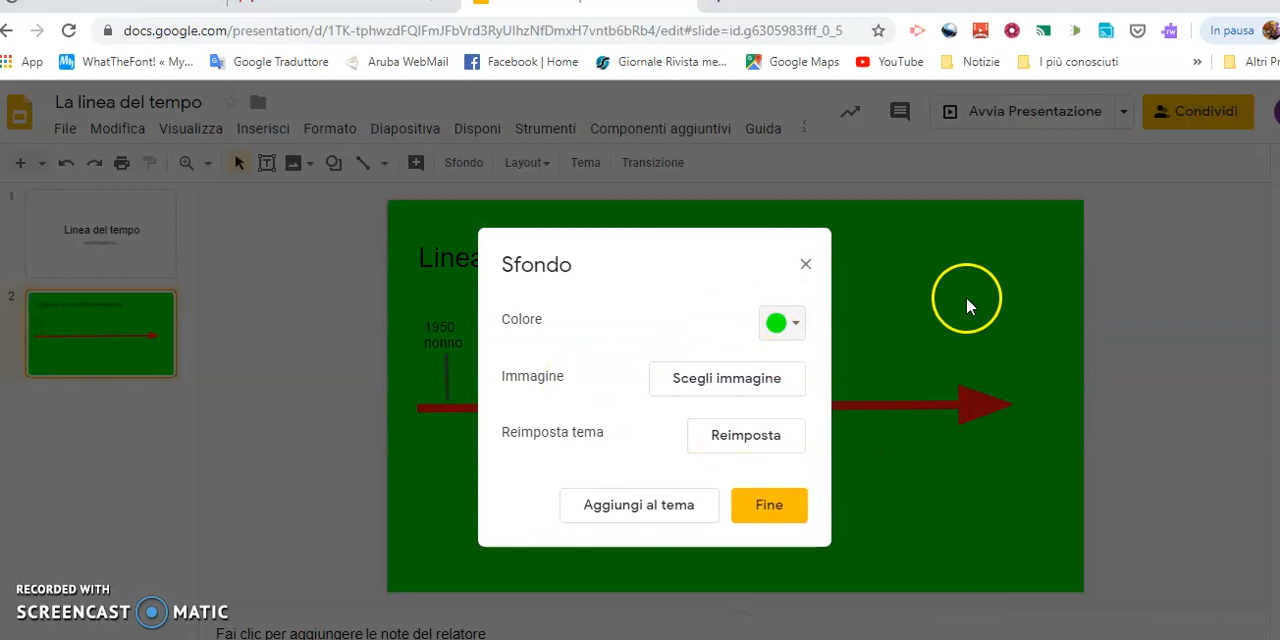 docs.google.com/presentation/d/1TK-tphwzdFQIFmJFbVrd3RyUIhzNfDmxH7vntb6bRb4/edit#slide=id.g6305983fff_0_5
In pausa
App
WhatTheFont! « My...
Google Traduttore
Aruba WebMail
Facebook | Home
Giornale Rivista me...
Google Maps
YouTube
Notizie
I più conosciuti
»
Altri Pr
La linea del tempo
Avvia Presentazione
Condividi
File Modifica Visualizza Inserisci Formato Diapositiva Disponi Strumenti Componenti aggiuntivi Guida
Sfondo Layout Tema Transizione
1
Linea del tempo
2
Linea
1950
nonno
Sfondo
Colore
Immagine
Scegli immagine
Reimposta tema
Reimposta
Aggiungi al tema
Fine
RECORDED WITH
SCREENCAST MATIC
Fai clic per aggiungere le note del relatore